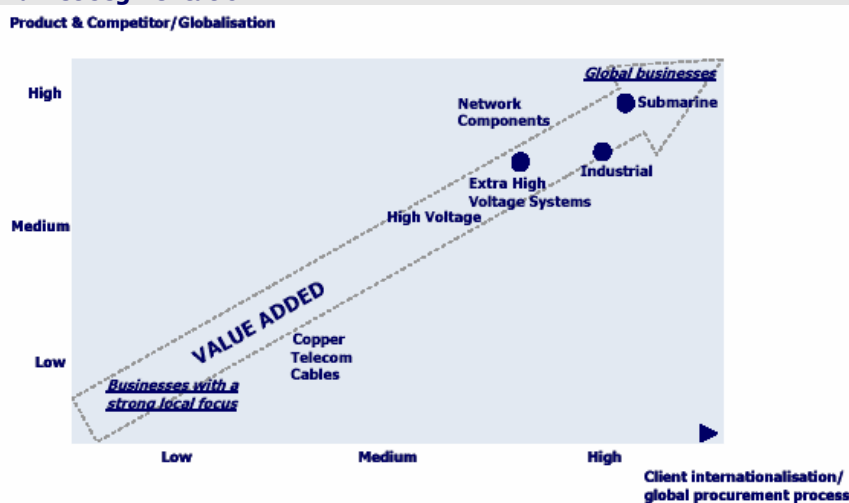 Product & Competitor/Globalisation
High
Global businesses
Submarine
Network
Components
Industrial
Extra High
Voltage Systems
High Voltage
Medium
VALUE ADDED
Copper
Telecom
Cables
Low
Businesses with a
strong local focus
Low
Medium
High
Client internationalisation/
global procurement process